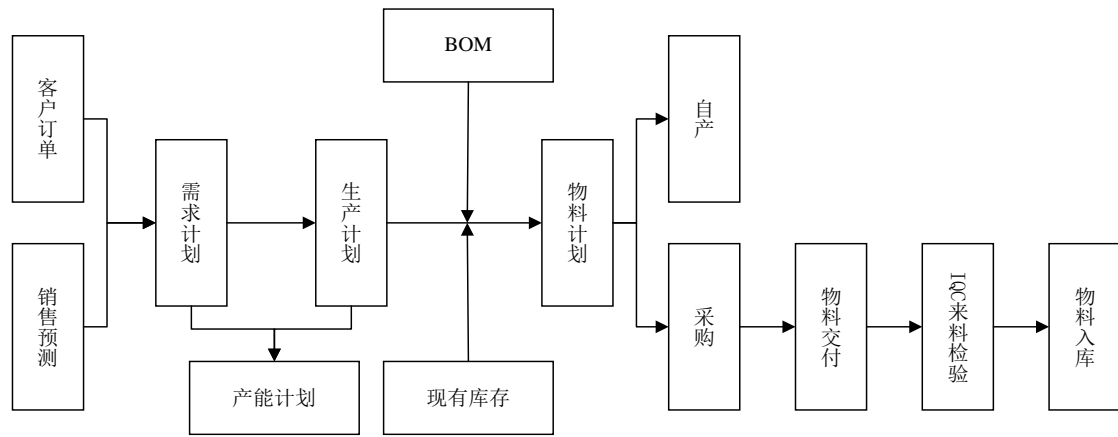 客户订单
销售预测
需求计划
生产计划
产能计划
BOM
现有库存
物料计划
自产
采购
物料交付
IQC来料检验
物料入库